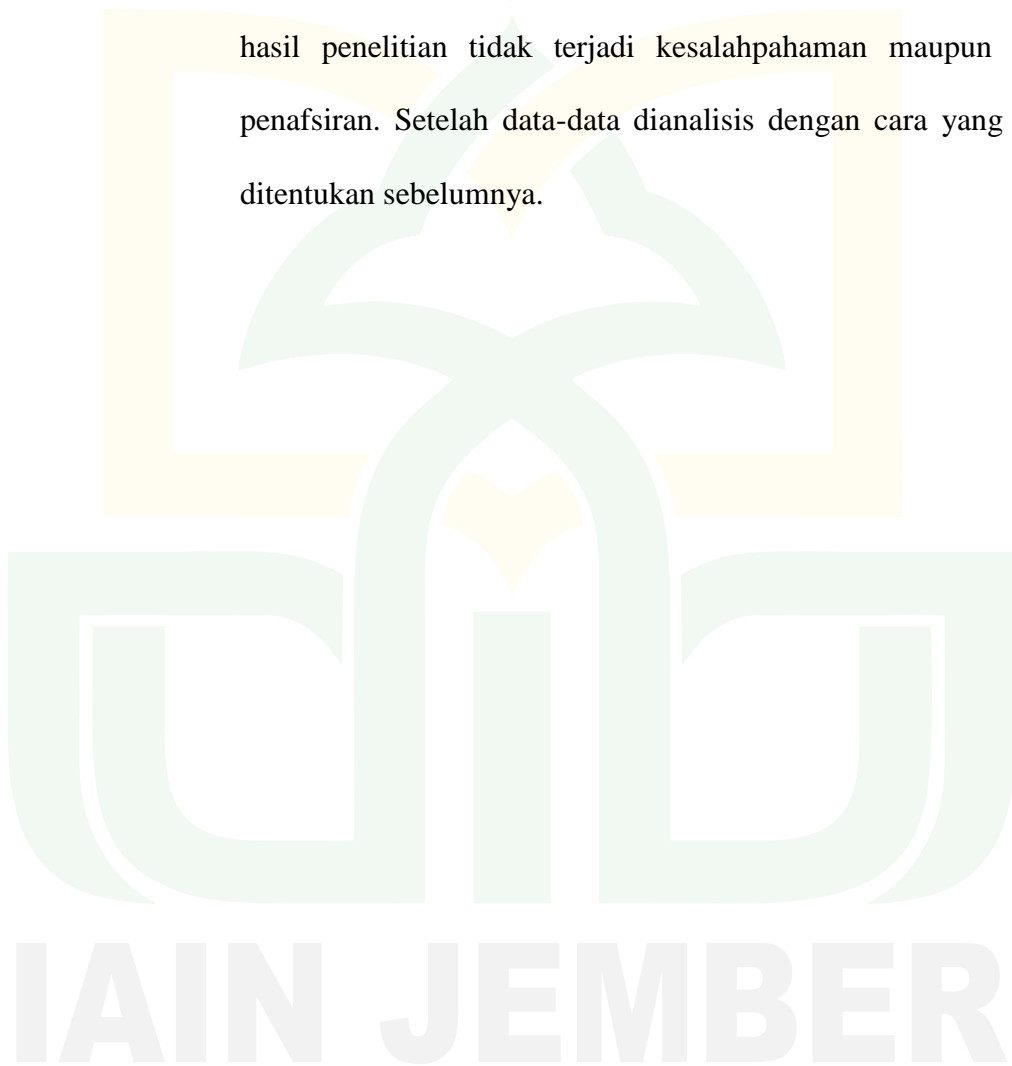 hasil penelitian tidak terjadi kesalahpahaman maupun
penafsiran. Setelah data-data dianalisis dengan cara yang
ditentukan sebelumnya.
IAIN JEMBER